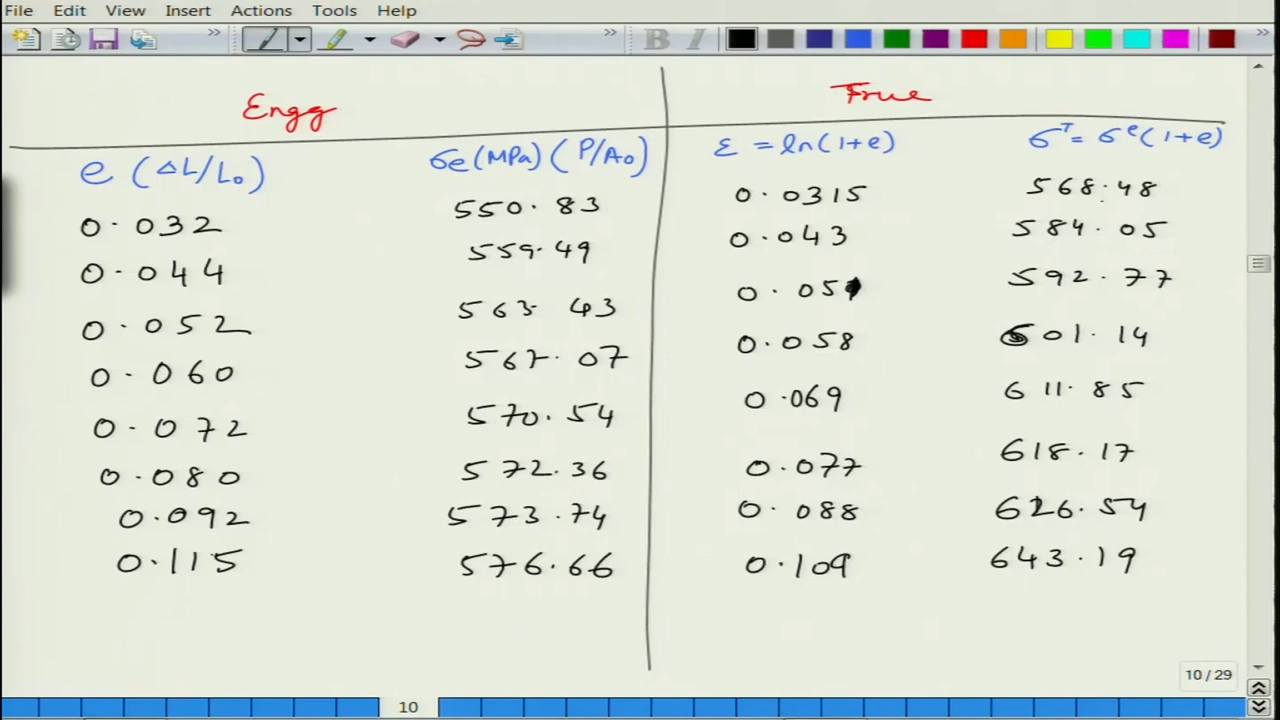 File Edit View Insert Actions Tools Help
Engg True
e (ΔL/L₀) σe (MPa) (P/A₀) ε = ln(1+e) σᵀ = σᵉ(1+e)
0.032 550.83 0.0315 568.48
0.044 559.49 0.043 584.05
0.052 563.43 0.051 592.77
0.060 567.07 0.058 601.14
0.072 570.54 0.069 611.85
0.080 572.36 0.077 618.17
0.092 573.74 0.088 626.54
0.115 576.66 0.109 643.19
10 / 29
10